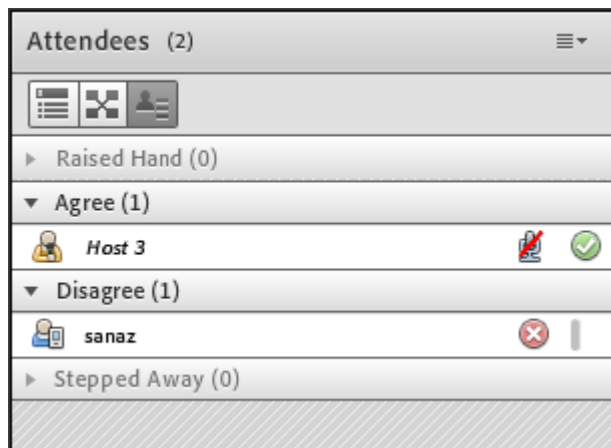 Attendees (2)
Raised Hand (0)
Agree (1)
Host 3
Disagree (1)
sanaz
Stepped Away (0)